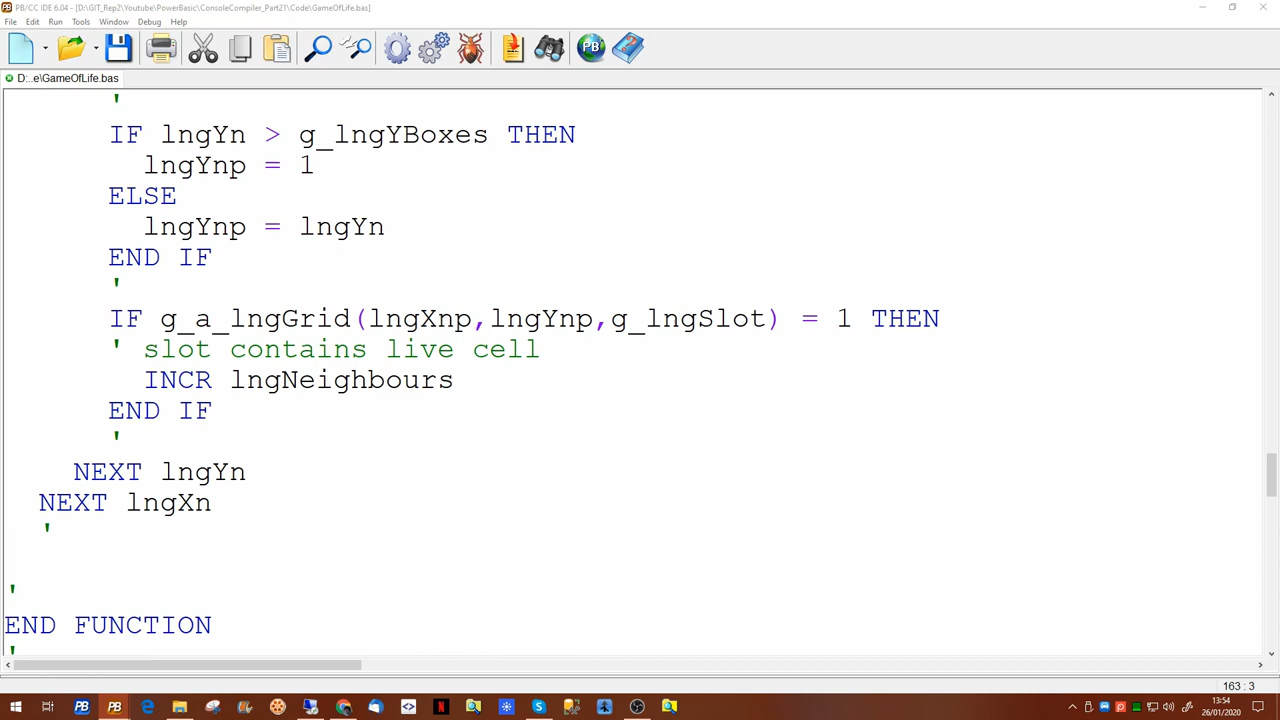 PB/CC IDE 6.04 - [D:\GIT_Rep2\Youtube\PowerBasic\ConsoleCompiler_Part21\Code\GameOfLife.bas]
File Edit Run Tools Window Debug Help
PB
D:..e\GameOfLife.bas
'
IF lngYn > g_lngYBoxes THEN
lngYnp = 1
ELSE
lngYnp = lngYn
END IF
'
IF g_a_lngGrid(lngXnp,lngYnp,g_lngSlot) = 1 THEN
' slot contains live cell
INCR lngNeighbours
END IF
'
NEXT lngYn
NEXT lngXn
'
'
END FUNCTION
'
163 : 3
PB PB N
13:54
26/01/2020